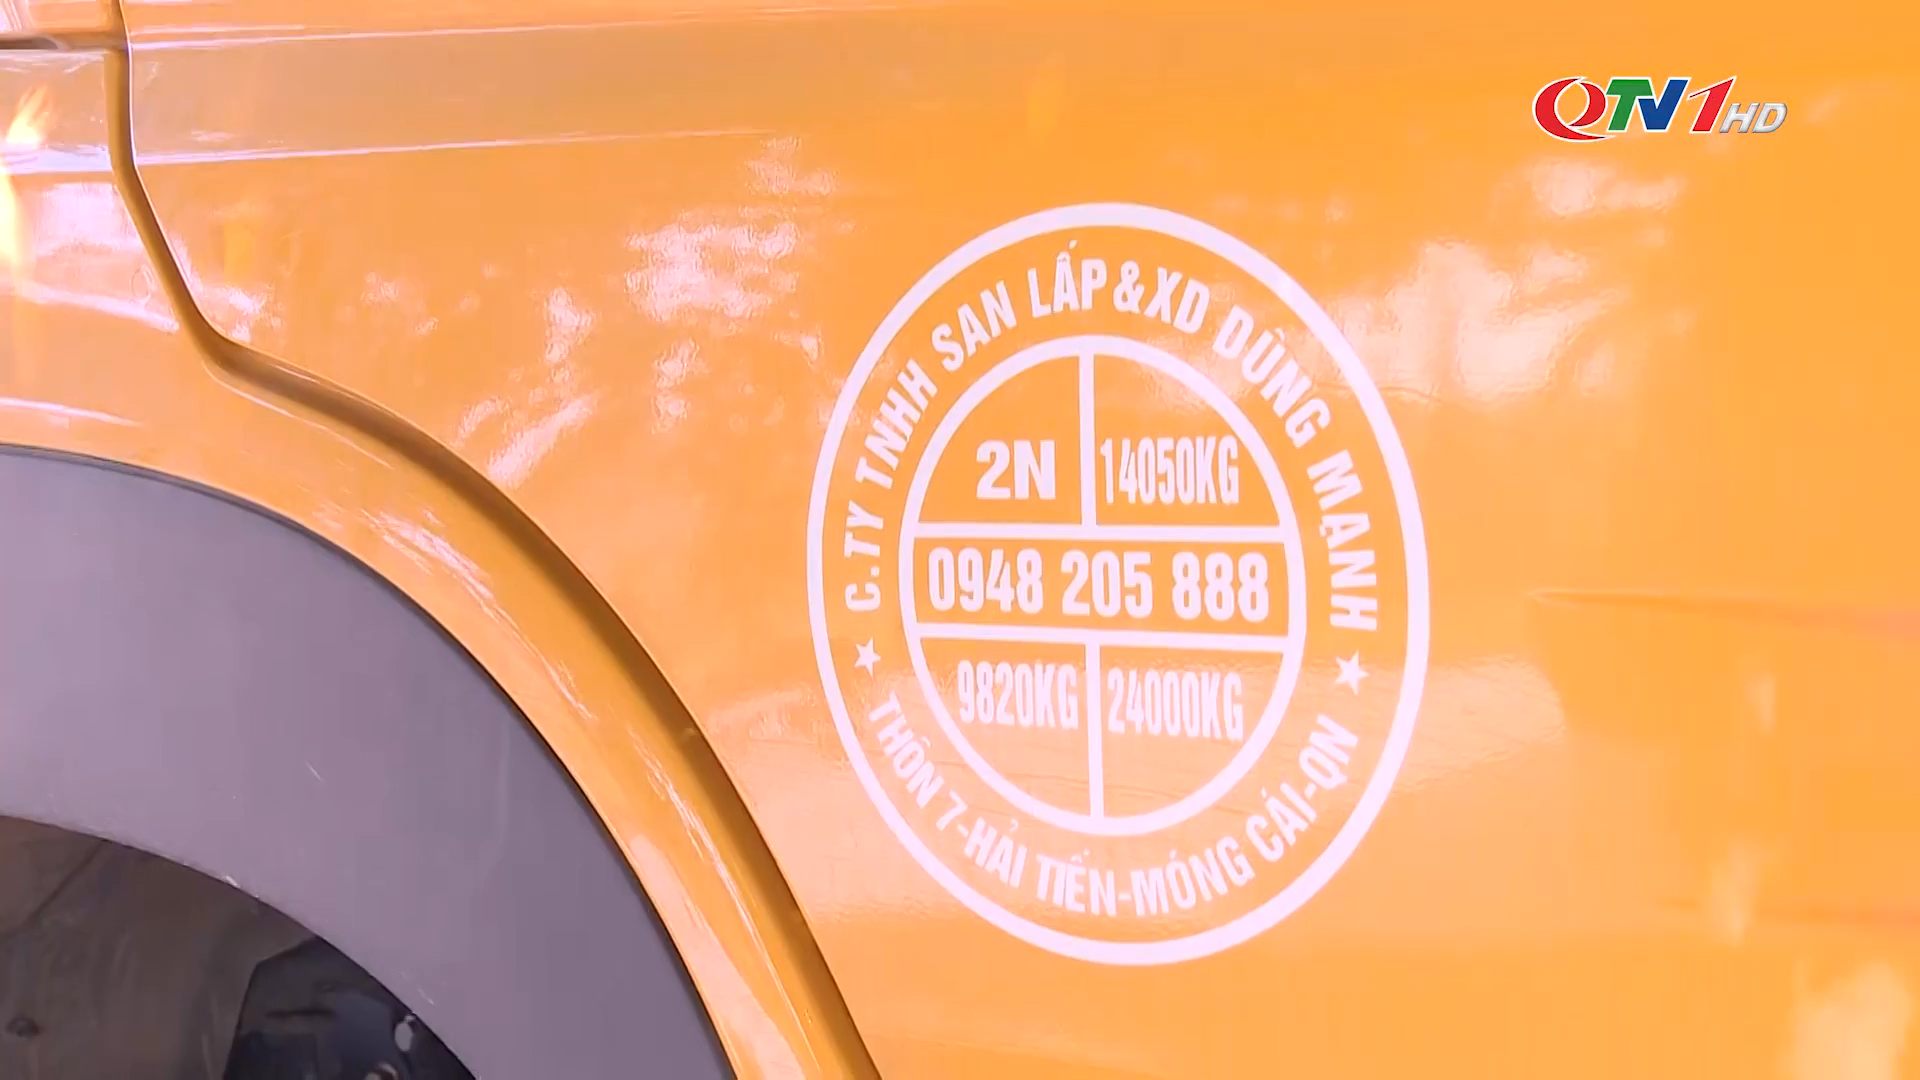 QTV1HD
C.TY TNHH SAN LẤP&XD DŨNG MẠNH
2N
14050KG
0948 205 888
9820KG
24000KG
THÔN 7-HẢI TIẾN-MÓNG CÁI-QN